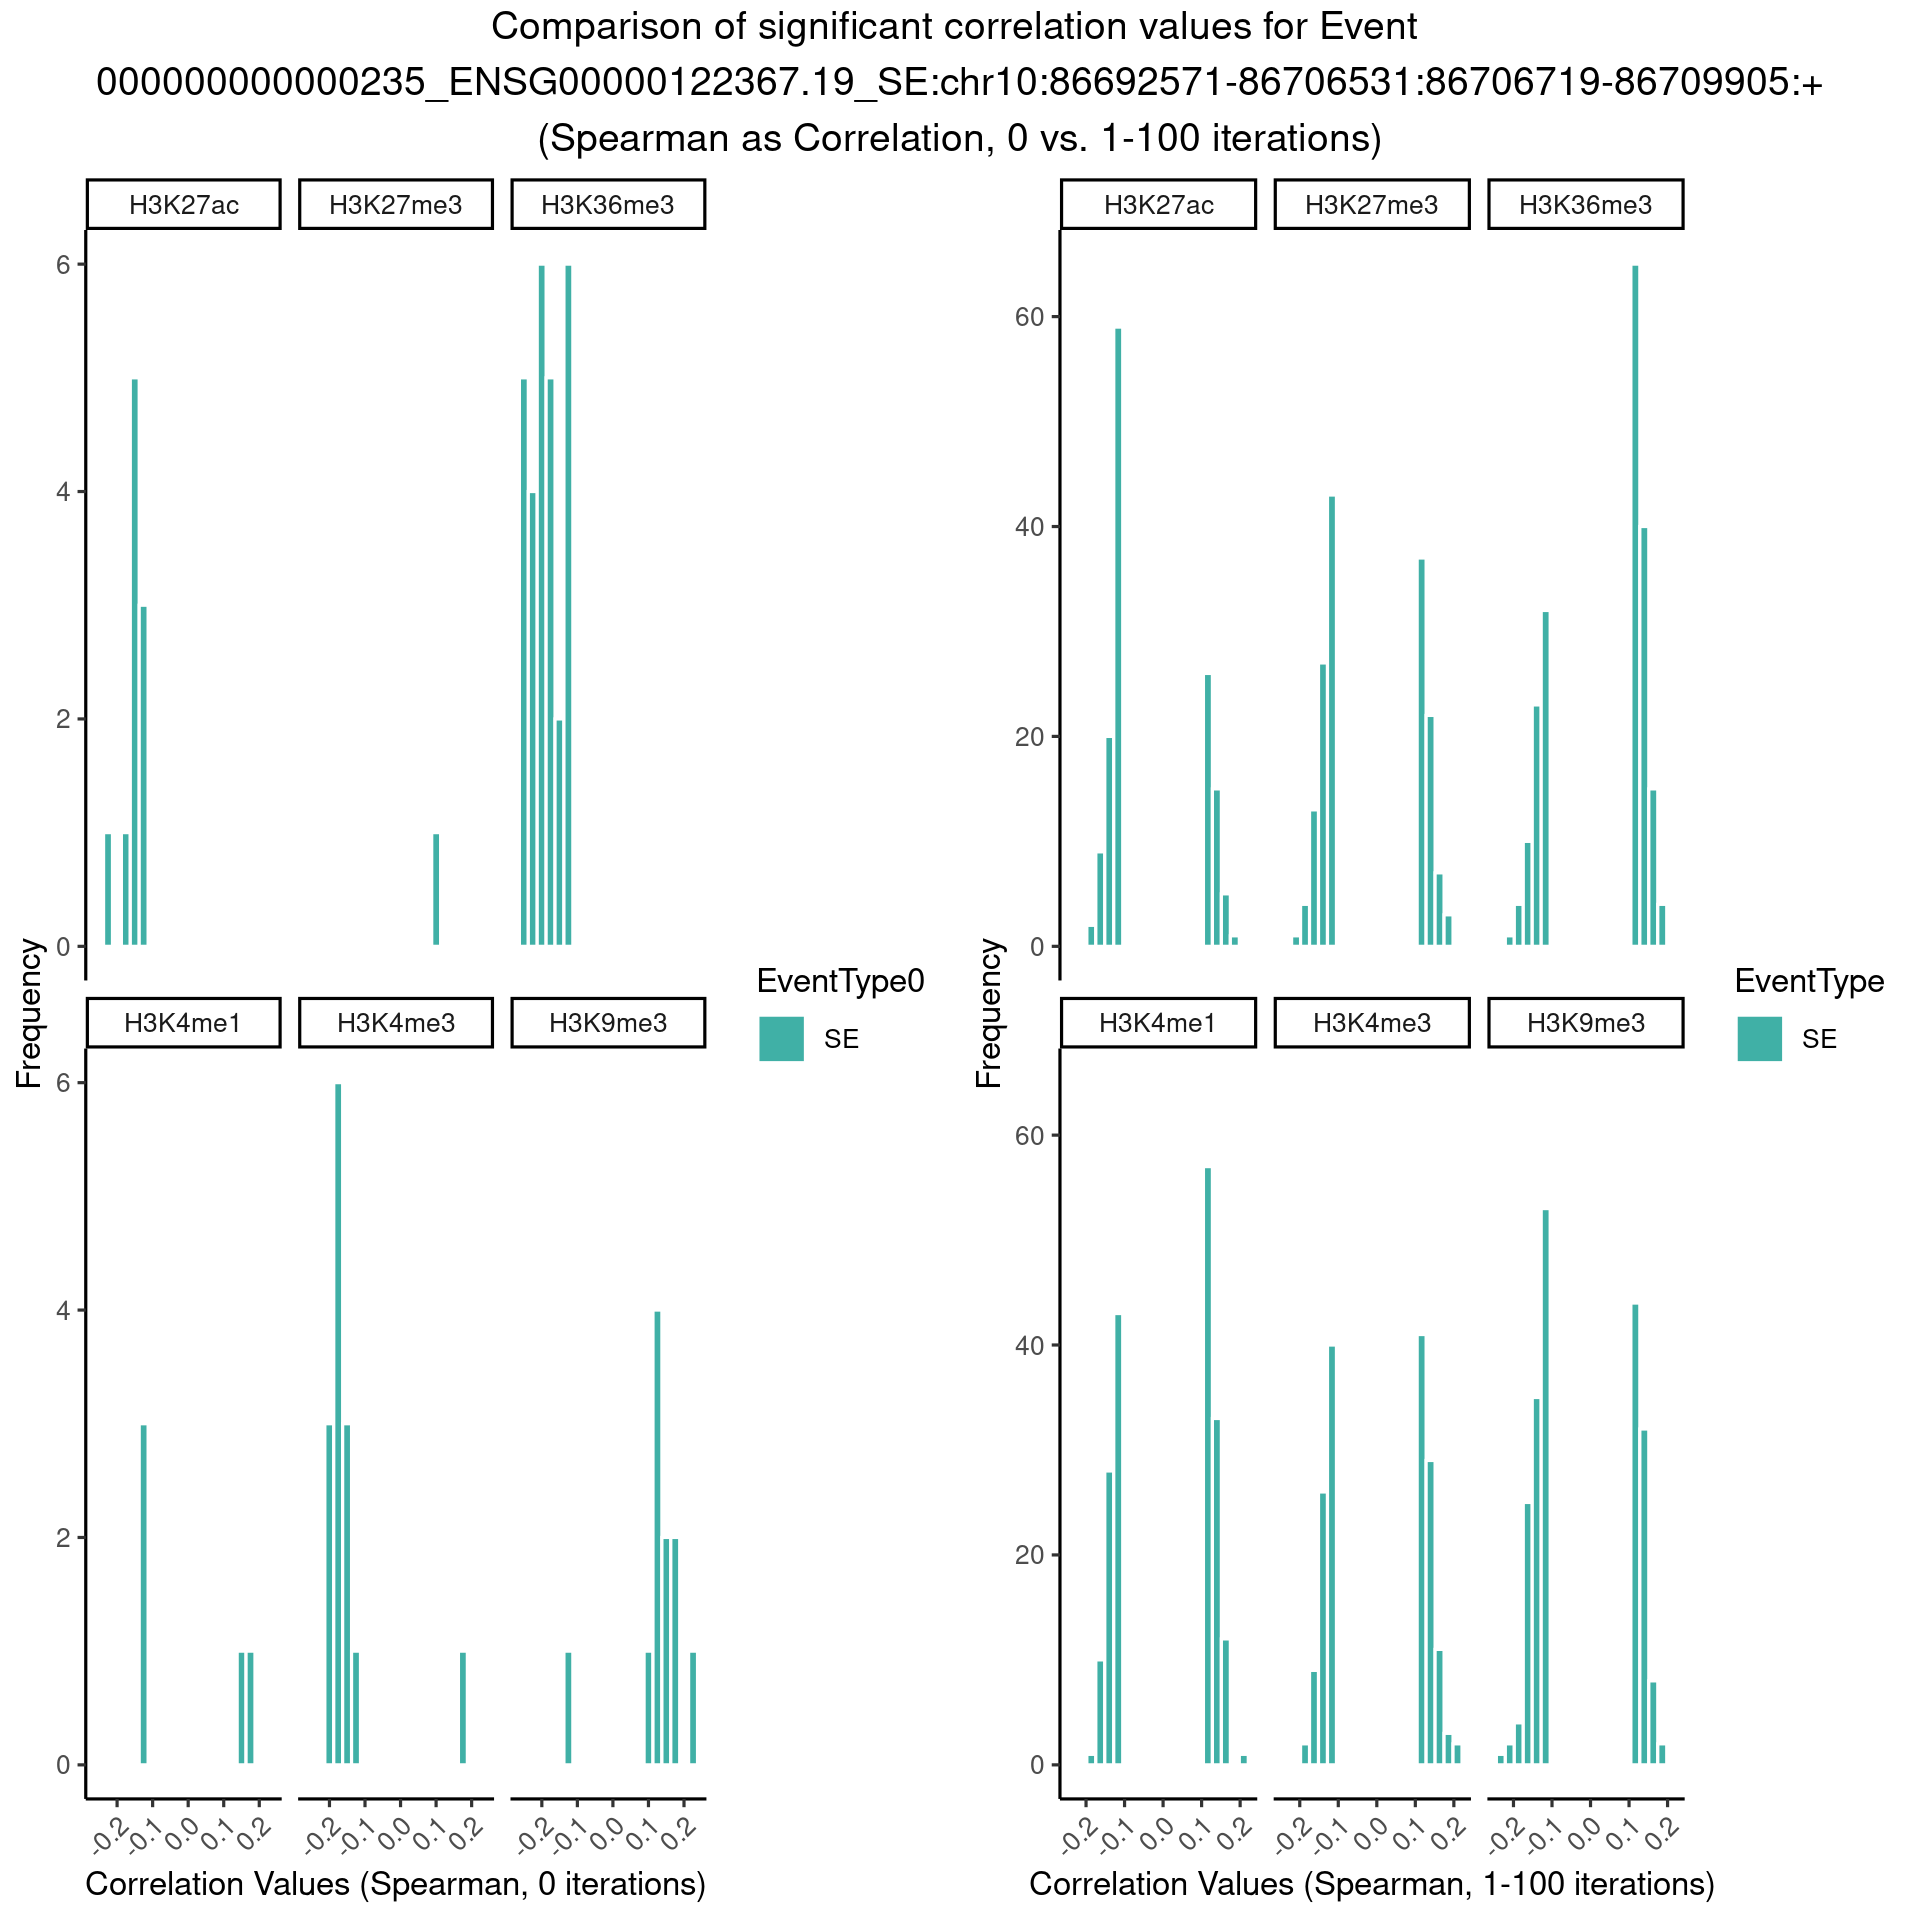 Comparison of significant correlation values for Event
000000000000235_ENSG00000122367.19_SE:chr10:86692571-86706531:86706719-86709905:+
(Spearman as Correlation, 0 vs. 1-100 iterations)
H3K27ac H3K27me3 H3K36me3
6
4
2
0
H3K4me1 H3K4me3 H3K9me3
6
4
2
0
Frequency
-0.2 -0.1 0.0 0.1 0.2 -0.2 -0.1 0.0 0.1 0.2 -0.2 -0.1 0.0 0.1 0.2
Correlation Values (Spearman, 0 iterations)
EventType0
SE
H3K27ac H3K27me3 H3K36me3
60
40
20
0
H3K4me1 H3K4me3 H3K9me3
60
40
20
0
Frequency
-0.2 -0.1 0.0 0.1 0.2 -0.2 -0.1 0.0 0.1 0.2 -0.2 -0.1 0.0 0.1 0.2
Correlation Values (Spearman, 1-100 iterations)
EventType
SE